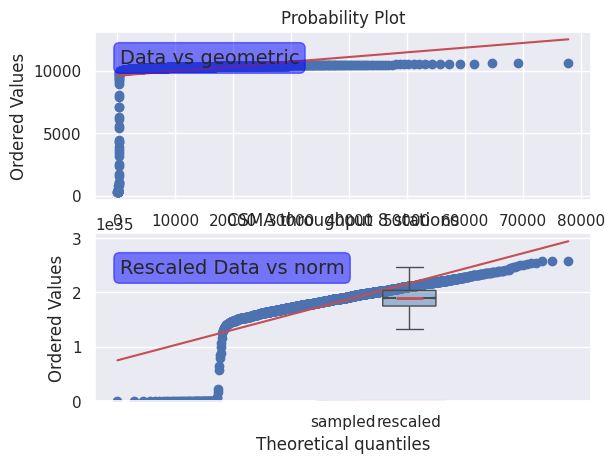 Probability Plot
Ordered Values
10000
5000
0
Data vs geometric
0 10000 20000 30000 40000 50000 60000 70000 80000
1e35
CSMA throughput 8 stations
Ordered Values
3
2
1
0
Rescaled Data vs norm
sampled rescaled
Theoretical quantiles